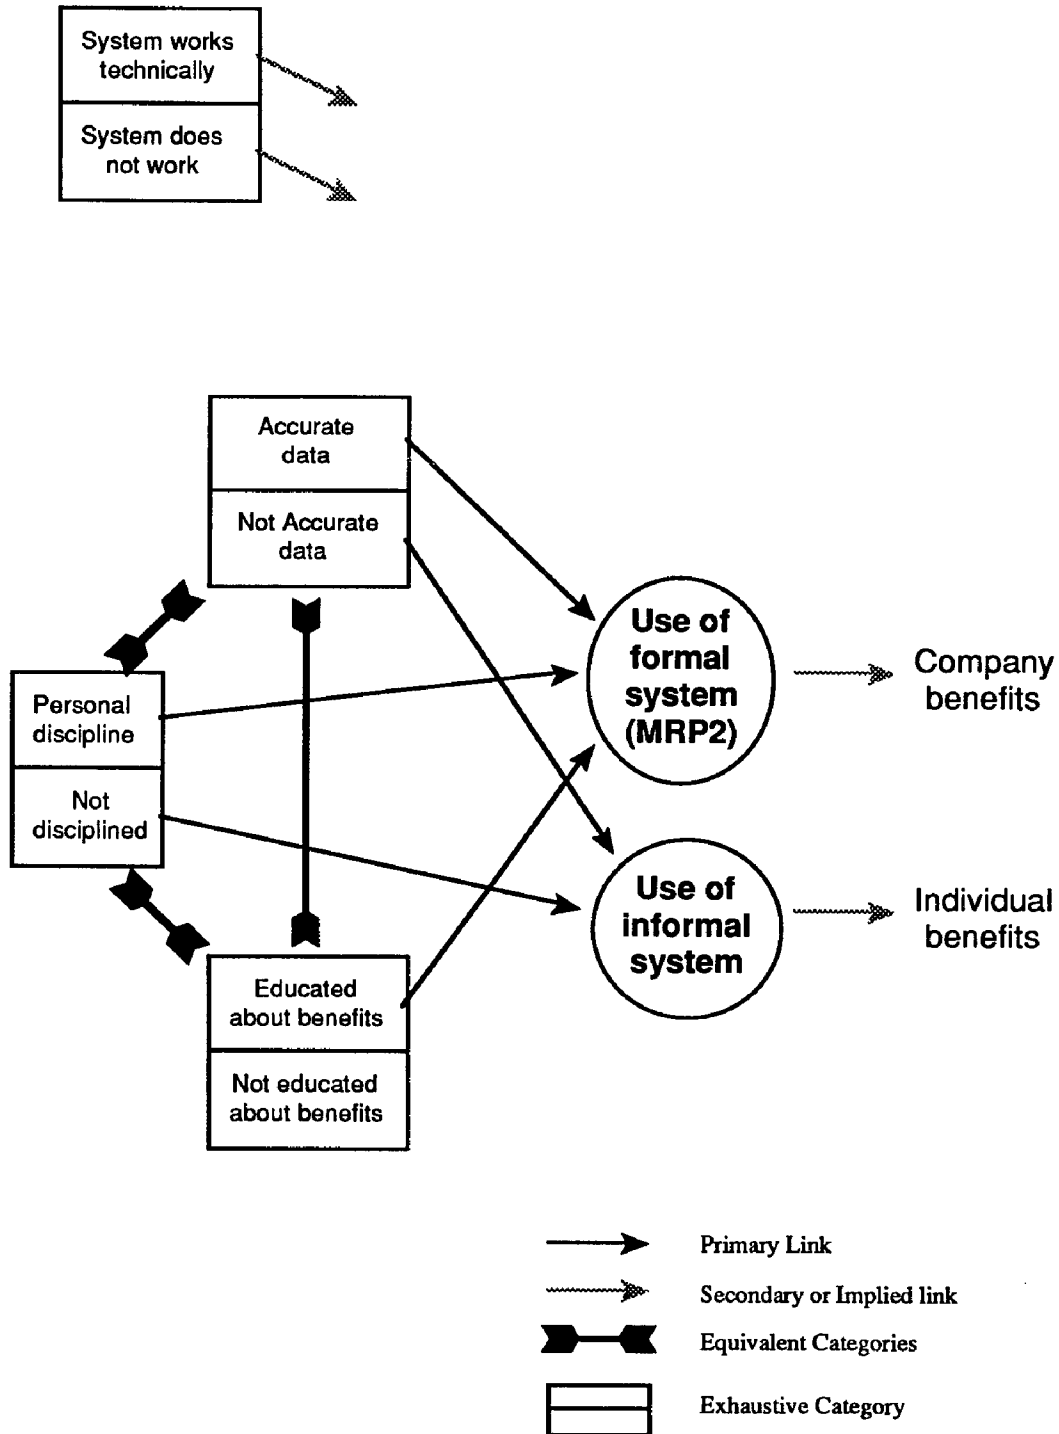 System works
technically
System does
not work
Accurate
data
Not Accurate
data
Personal
discipline
Not
disciplined
Educated
about benefits
Not educated
about benefits
Use of
formal
system
(MRP2)
Company
benefits
Use of
informal
system
Individual
benefits
Primary Link
Secondary or Implied link
Equivalent Categories
Exhaustive Category